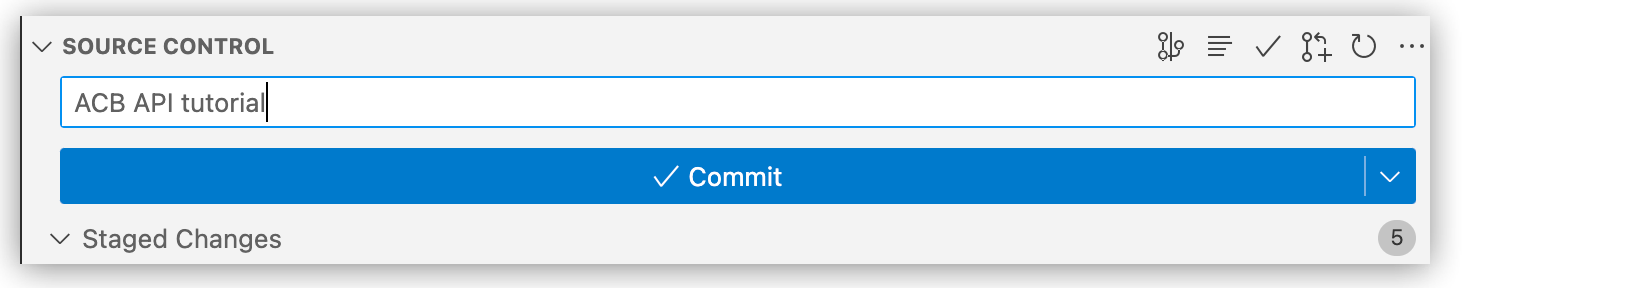 SOURCE CONTROL
ACB API tutorial
Commit
Staged Changes 5